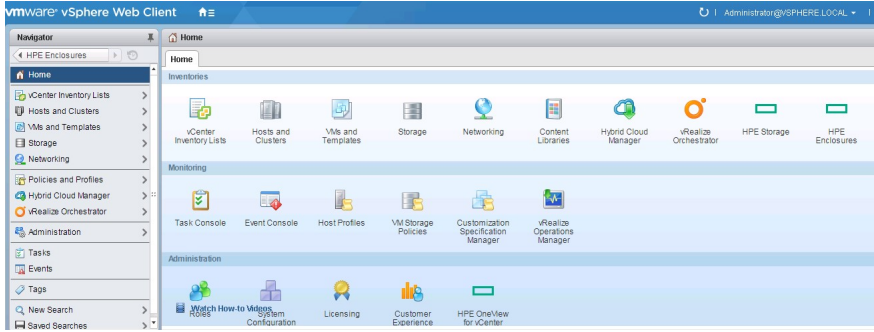 vmware® vSphere Web Client
Administrator@VSPHERE.LOCAL
Navigator
HPE Enclosures
Home
vCenter Inventory Lists
Hosts and Clusters
VMs and Templates
Storage
Networking
Policies and Profiles
Hybrid Cloud Manager
vRealize Orchestrator
Administration
Tasks
Events
Tags
New Search
Saved Searches
Home
Home
Inventories
vCenter
Inventory Lists
Hosts and
Clusters
VMs and
Templates
Storage
Networking
Content
Libraries
Hybrid Cloud
Manager
vRealize
Orchestrator
HPE Storage
HPE
Enclosures
Monitoring
Task Console
Event Console
Host Profiles
VM Storage
Policies
Customization
Specification
Manager
vRealize
Operations
Manager
Administration
Roles
System
Configuration
Licensing
Customer
Experience
HPE OneView
for vCenter
Watch How-to Videos